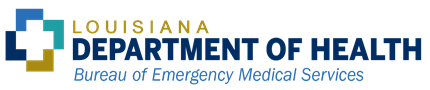 LOUISIANA
DEPARTMENT OF HEALTH
Bureau of Emergency Medical Services